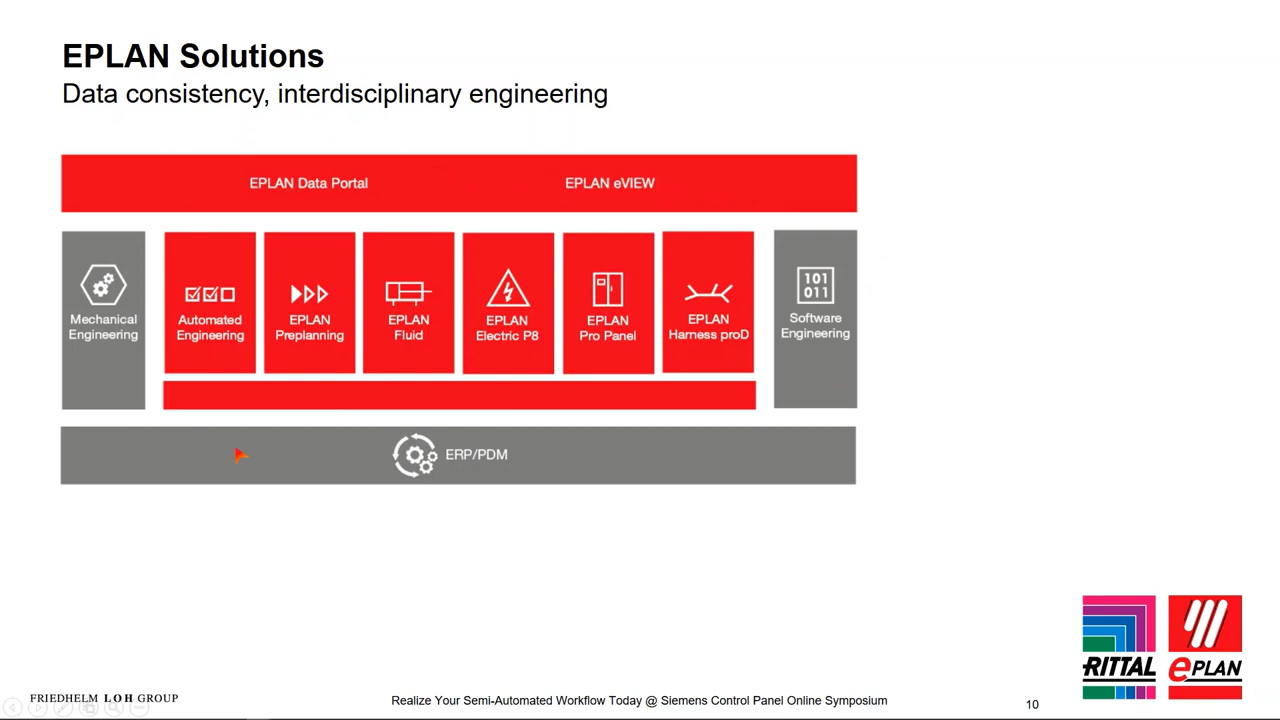 EPLAN Solutions
Data consistency, interdisciplinary engineering
EPLAN Data Portal
EPLAN eVIEW
Mechanical
Engineering
Automated
Engineering
EPLAN
Preplanning
EPLAN
Fluid
EPLAN
Electric P8
EPLAN
Pro Panel
EPLAN
Harness proD
101
011
Software
Engineering
ERP/PDM
RITTAL
ePLAN
FRIEDHELM LOH GROUP
Realize Your Semi-Automated Workflow Today @ Siemens Control Panel Online Symposium
10